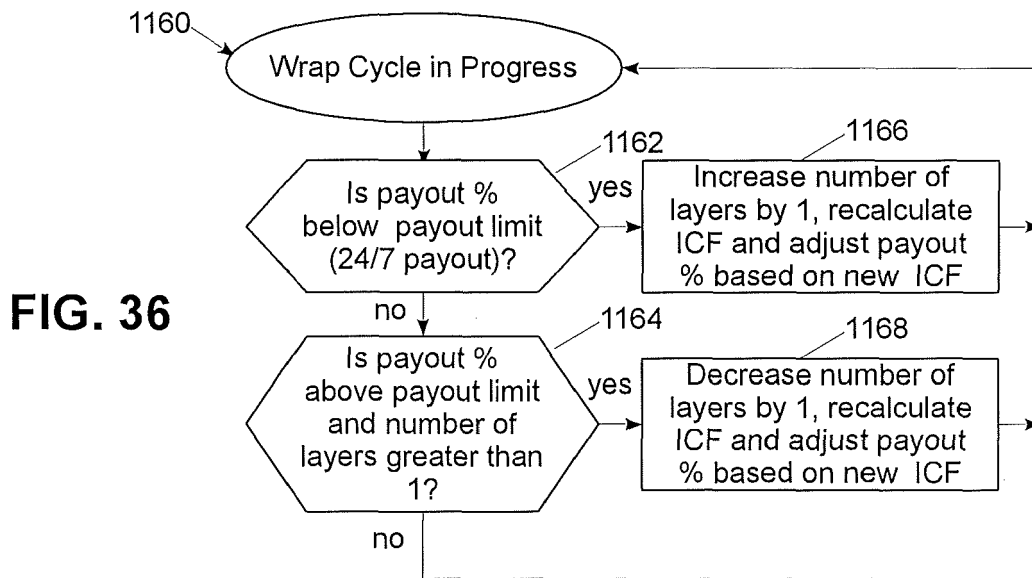 1160
Wrap Cycle in Progress
1162
Is payout %
below payout limit
(24/7 payout)?
yes
1166
Increase number of
layers by 1, recalculate
ICF and adjust payout
% based on new ICF
no
FIG. 36
1164
Is payout %
above payout limit
and number of
layers greater than
1?
yes
1168
Decrease number of
layers by 1, recalculate
ICF and adjust payout
% based on new ICF
no